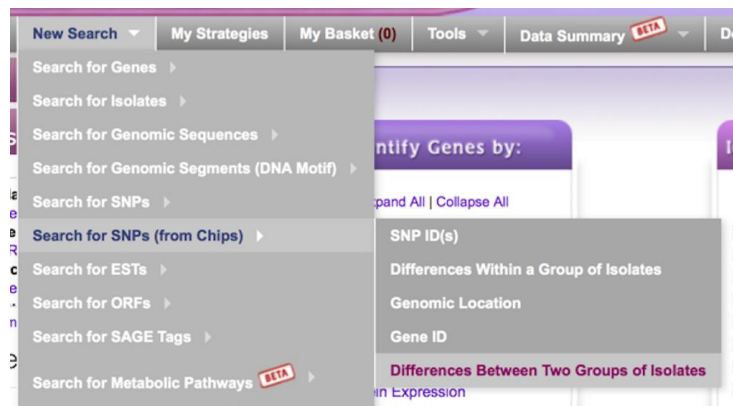 New Search My Strategies My Basket (0) Tools Data Summary BETA
Search for Genes
Search for Isolates
Search for Genomic Sequences
Search for Genomic Segments (DNA Motif)
Search for SNPs
Search for SNPs (from Chips)
Search for ESTs
Search for ORFs
Search for SAGE Tags
Search for Metabolic Pathways BETA
ntify Genes by:
pand All | Collapse All
SNP ID(s)
Differences Within a Group of Isolates
Genomic Location
Gene ID
Differences Between Two Groups of Isolates
in Expression